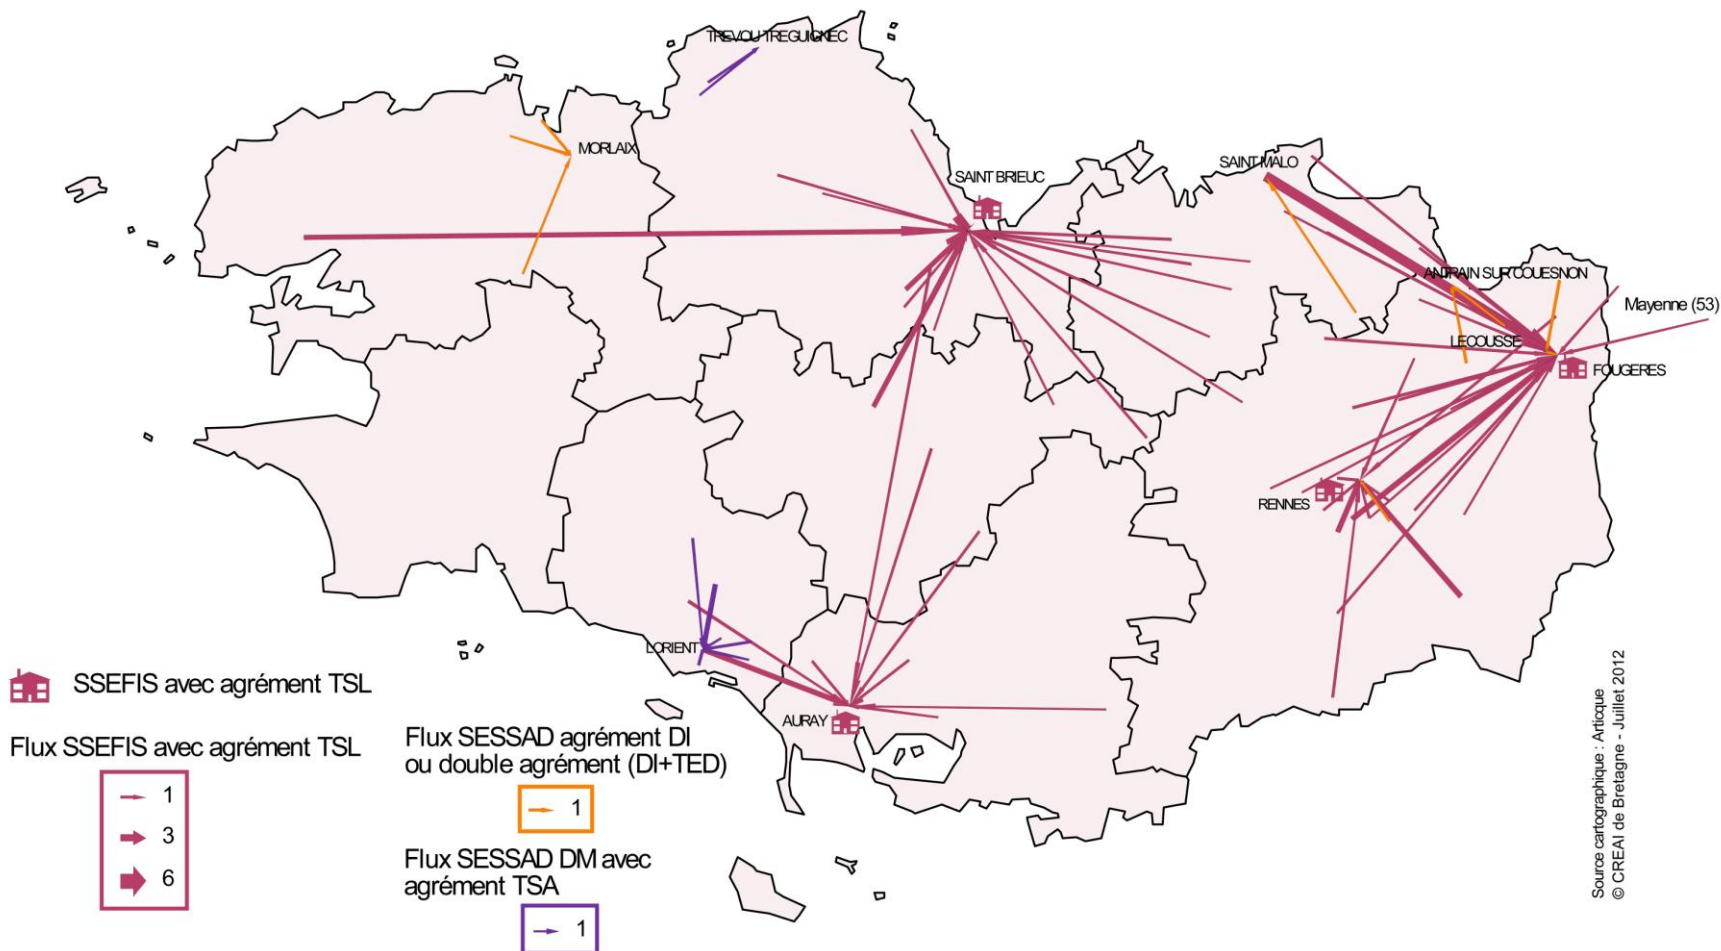 TREVOU-TREGUIGNEC
MORLAIX
SAINT MALO
SAINT BRIEUC
ANTRAIN SUR COUESNON
Mayenne (53)
LECOUSSE
FOUGERES
RENNES
LORIENT
AURAY
SSEFIS avec agrément TSL
Flux SSEFIS avec agrément TSL
1
3
6
Flux SESSAD agrément DI
ou double agrément (DI+TED)
1
Flux SESSAD DM avec
agrément TSA
1
Source cartographique : Articque
© CREAI de Bretagne - Juillet 2012